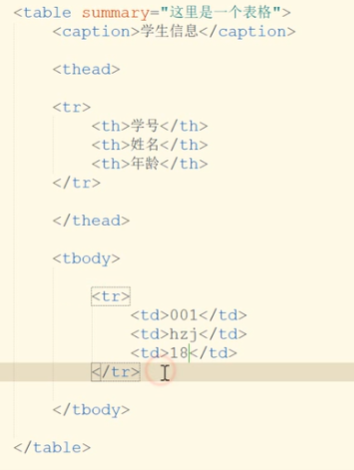 <table summary="这里是一个表格">
<caption>学生信息</caption>
<thead>
<tr>
<th>学号</th>
<th>姓名</th>
<th>年龄</th>
</tr>
</thead>
<tbody>
<tr>
<td>001</td>
<td>hzj</td>
<td>18</td>
</tr>
</tbody>
</table>